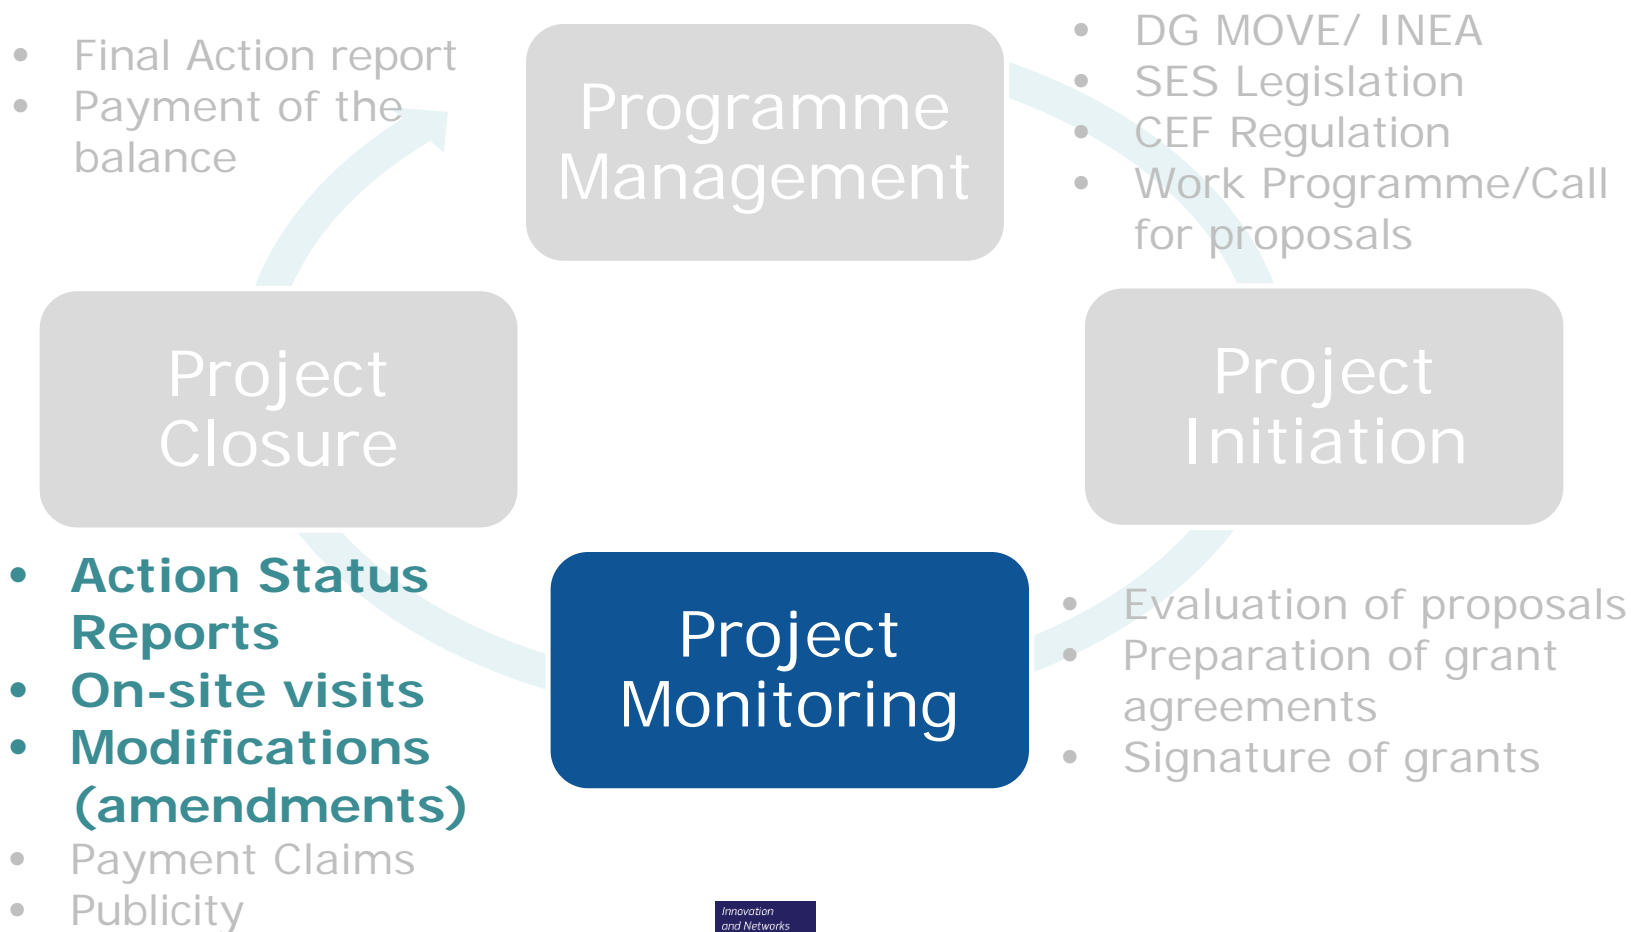 • Final Action report
• Payment of the
balance
Programme
Management
• DG MOVE/ INEA
• SES Legislation
• CEF Regulation
• Work Programme/Call
for proposals
Project
Closure
Project
Initiation
• Action Status
Reports
• On-site visits
• Modifications
(amendments)
• Payment Claims
• Publicity
Project
Monitoring
• Evaluation of proposals
• Preparation of grant
agreements
• Signature of grants
Innovation
and Networks